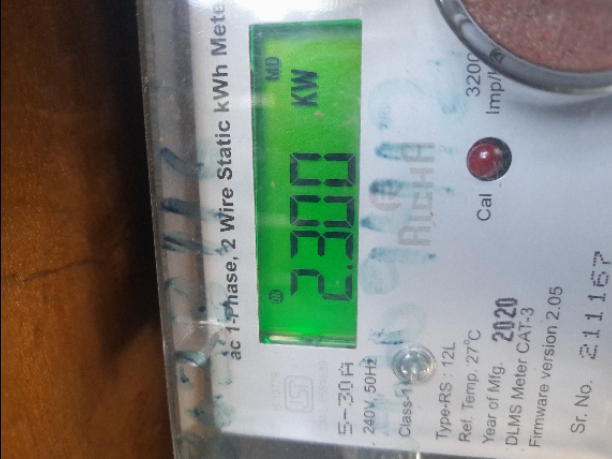 ac 1-Phase, 2 Wire Static kWh Mete
MD
2.300 KW
5-30A
240V, 50Hz
Class-1
Type-RS : 12L
Ref. Temp. 27°C
Year of Mfg. 2020
DLMS Meter CAT-3
Firmware version 2.05
Cal
3200
Imp/k
RICHA
Sr. No. 211167